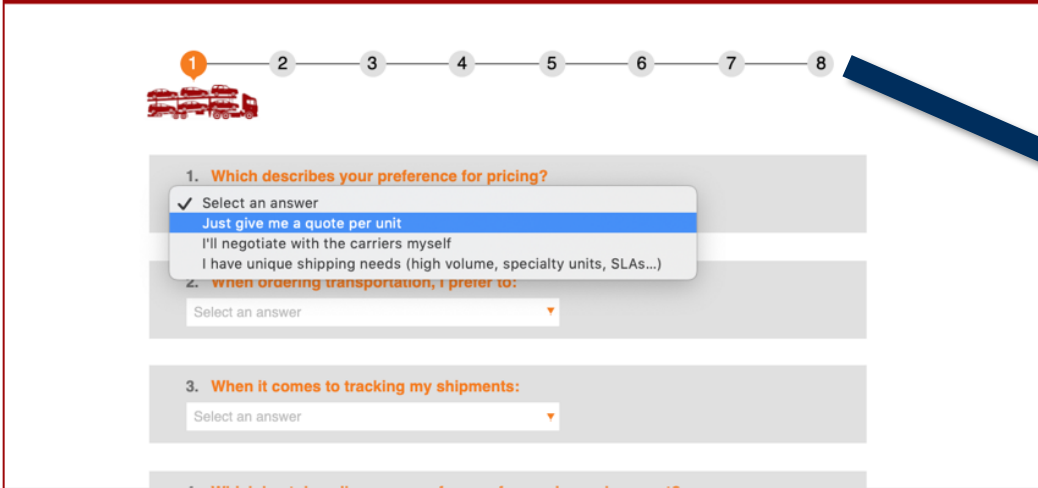 1 2 3 4 5 6 7 8
1. Which describes your preference for pricing?
✓ Select an answer
Just give me a quote per unit
I'll negotiate with the carriers myself
I have unique shipping needs (high volume, specialty units, SLAs...)
2. When ordering transportation, I prefer to:
Select an answer
3. When it comes to tracking my shipments:
Select an answer